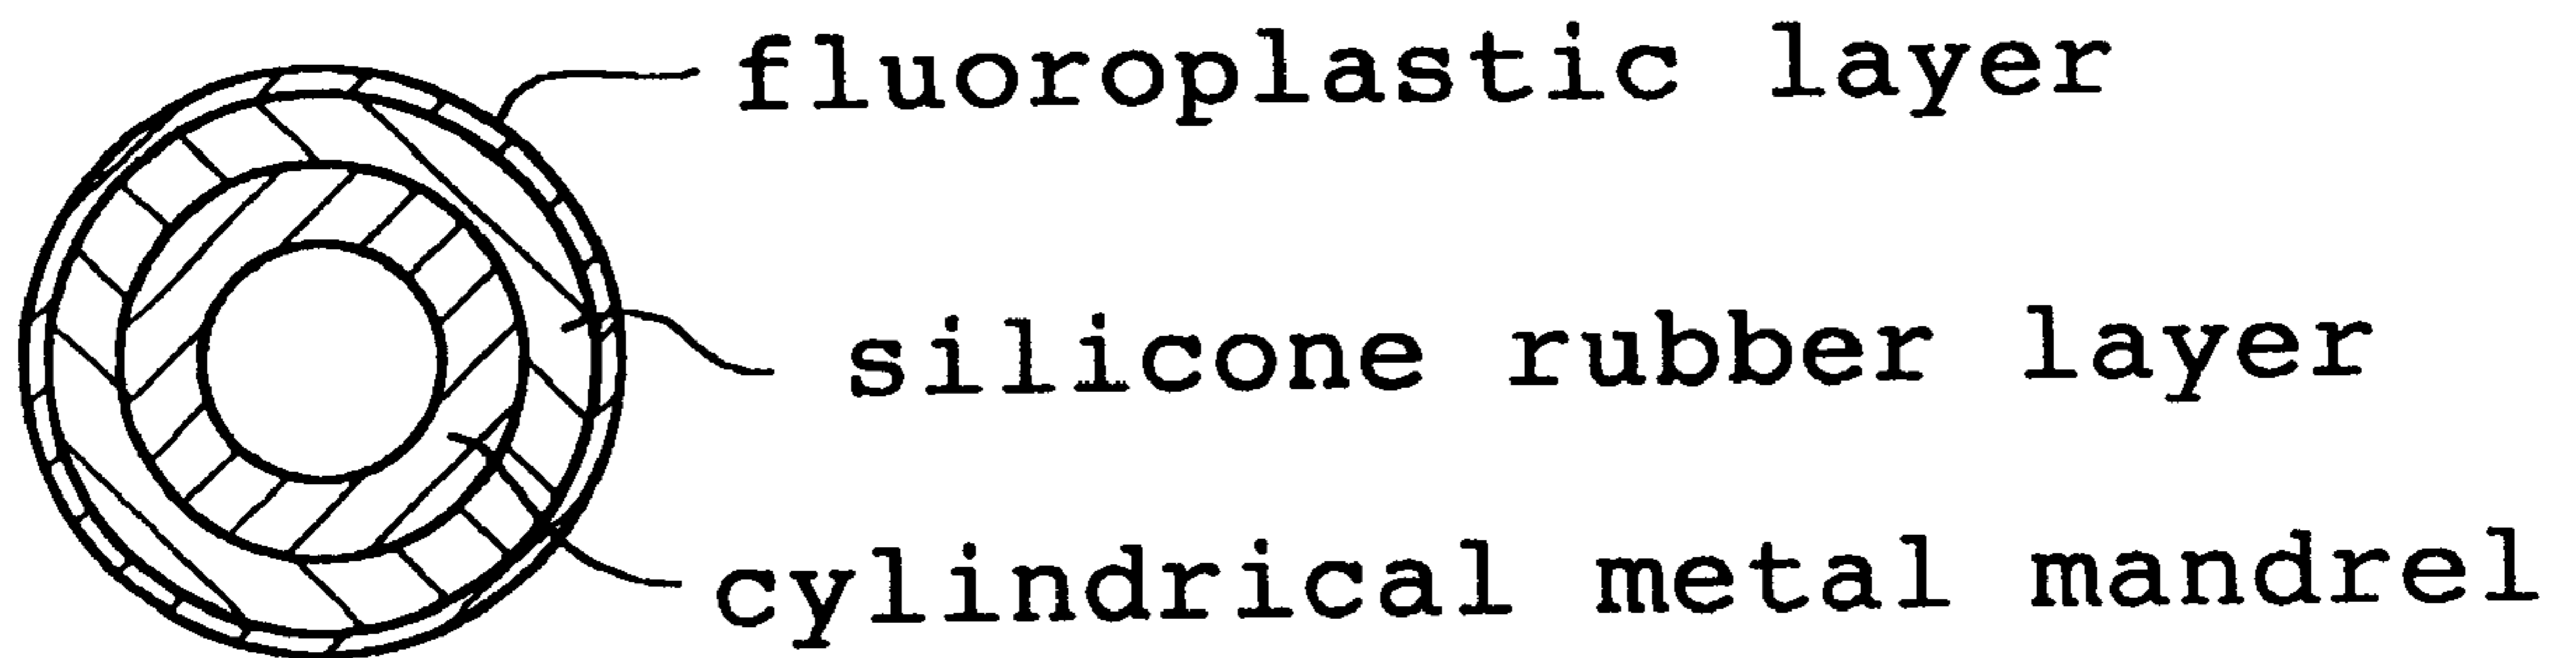 fluoroplastic layer
silicone rubber layer
cylindrical metal mandrel